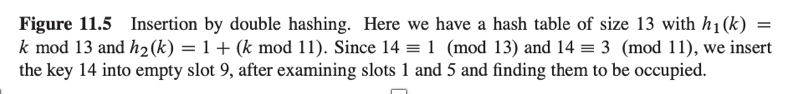 Figure 11.5 Insertion by double hashing. Here we have a hash table of size 13 with h₁(k) =
k mod 13 and h₂(k) = 1 + (k mod 11). Since 14 ≡ 1 (mod 13) and 14 ≡ 3 (mod 11), we insert
the key 14 into empty slot 9, after examining slots 1 and 5 and finding them to be occupied.